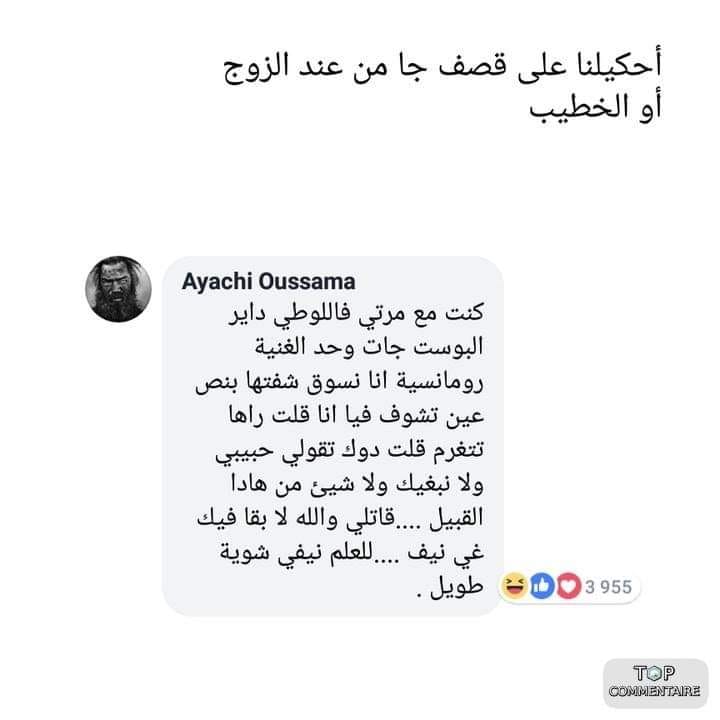 أحكيلنا على قصف جا من عند الزوج
أو الخطيب
Ayachi Oussama
كنت مع مرتي فاللوطي داير
البوست جات وحد الغنية
رومانسية انا نسوق شفتها بنص
عين تشوف فيا انا قلت راها
تتغرم قلت دوك تقولي حبيبي
ولا نبغيك ولا شيئ من هادا
القبيل ....قاتلي والله لا بقا فيك
غي نيف ....للعلم نيفي شوية
طويل .
3 955
TOP
COMMENTAIRE